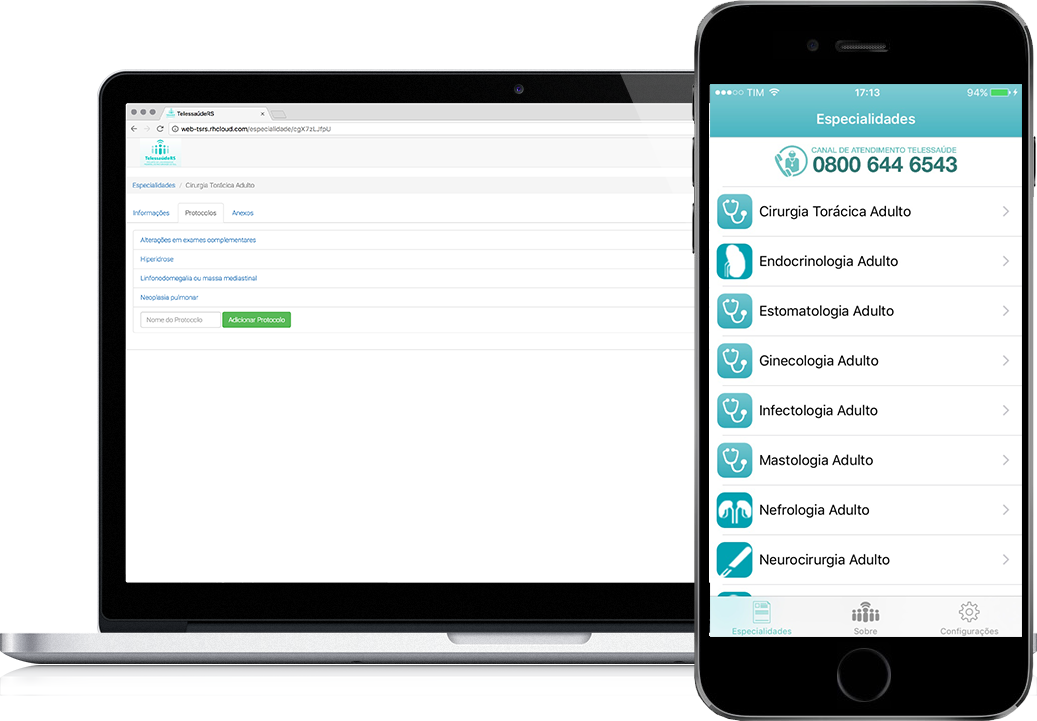 TelessaúdeRS
web-tsrs.rhcloud.com/especialidade/cgX7zLJfpU
TelessaúdeRS
Especialidades / Cirurgia Torácica Adulto
Informações Protocolos Anexos
Alterações em exames complementares
Hiperidrose
Linfonodomegalia ou massa mediastinal
Neoplasia pulmonar
Nome do Protocolo Adicionar Protocolo
TIM 17:13 94%
Especialidades
CANAL DE ATENDIMENTO TELESSAÚDE
0800 644 6543
Cirurgia Torácica Adulto
Endocrinologia Adulto
Estomatologia Adulto
Ginecologia Adulto
Infectologia Adulto
Mastologia Adulto
Nefrologia Adulto
Neurocirurgia Adulto
Especialidades Sobre Configurações